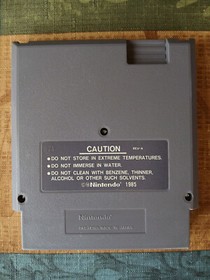 CAUTION
●DO NOT STORE IN EXTREME TEMPERATURES.
●DO NOT IMMERSE IN WATER.
●DO NOT CLEAN WITH BENZENE, THINNER,
ALCOHOL OR OTHER SUCH SOLVENTS.
Nintendo 1985
Nintendo